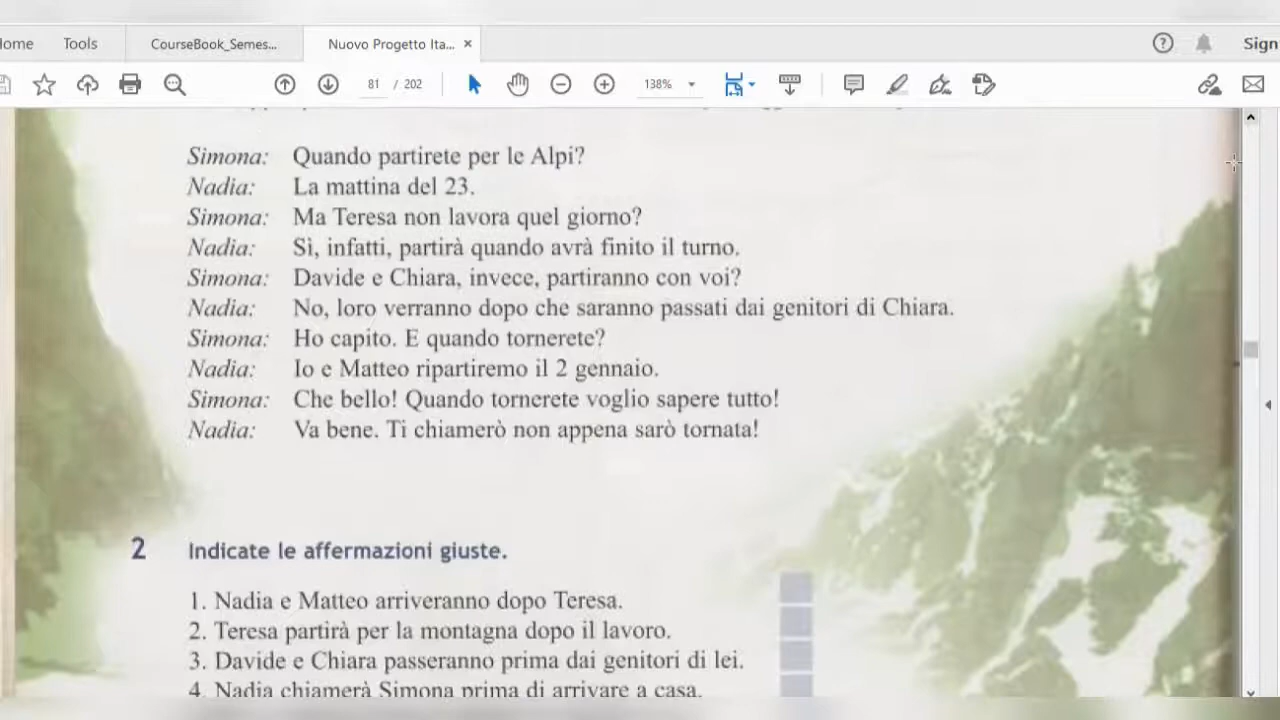 Home
Tools
CourseBook_Semes...
Nuovo Progetto Ita...
Sign
81 / 202
138%
Simona: Quando partirete per le Alpi?
Nadia: La mattina del 23.
Simona: Ma Teresa non lavora quel giorno?
Nadia: Sì, infatti, partirà quando avrà finito il turno.
Simona: Davide e Chiara, invece, partiranno con voi?
Nadia: No, loro verranno dopo che saranno passati dai genitori di Chiara.
Simona: Ho capito. E quando tornerete?
Nadia: Io e Matteo ripartiremo il 2 gennaio.
Simona: Che bello! Quando tornerete voglio sapere tutto!
Nadia: Va bene. Ti chiamerò non appena sarò tornata!
2 Indicate le affermazioni giuste.
1. Nadia e Matteo arriveranno dopo Teresa.
2. Teresa partirà per la montagna dopo il lavoro.
3. Davide e Chiara passeranno prima dai genitori di lei.
4. Nadia chiamerà Simona prima di arrivare a casa.